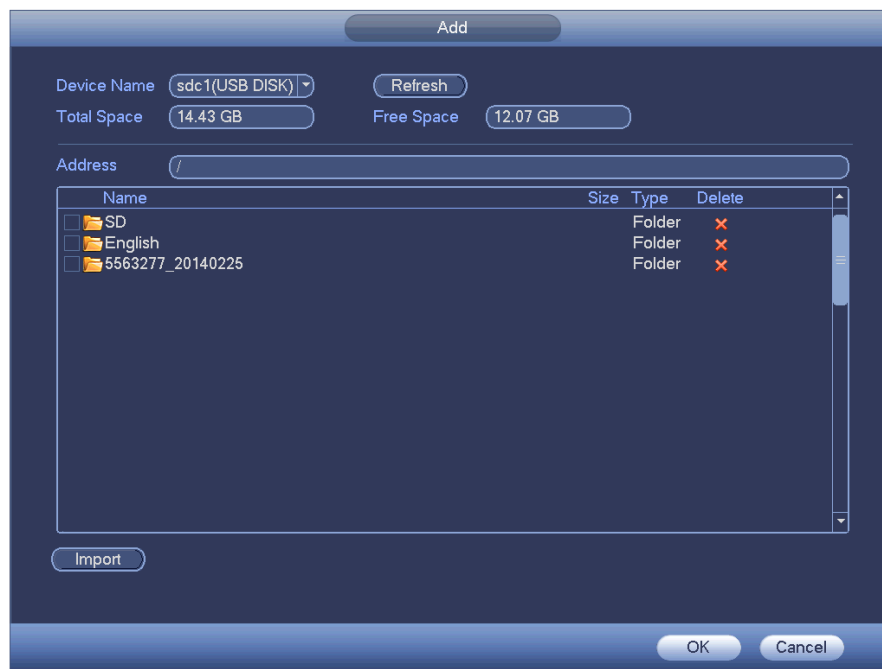 Add
Device Name sdc1(USB DISK) Refresh
Total Space 14.43 GB Free Space 12.07 GB
Address /
Name Size Type Delete
SD Folder
English Folder
5563277_20140225 Folder
Import
OK Cancel